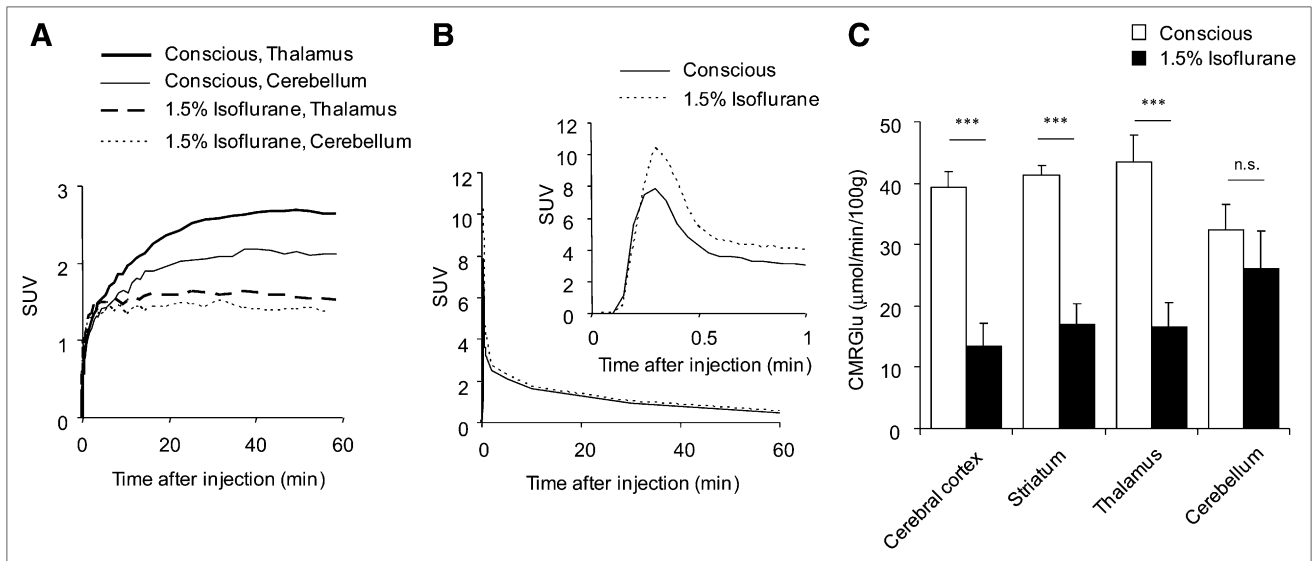 A
Conscious, Thalamus
Conscious, Cerebellum
1.5% Isoflurane, Thalamus
1.5% Isoflurane, Cerebellum
3
2
1
0
SUV
0
20
40
60
Time after injection (min)
B
Conscious
1.5% Isoflurane
12
10
8
6
4
2
0
SUV
0
0.5
1
Time after injection (min)
12
10
8
6
4
2
0
SUV
0
20
40
60
Time after injection (min)
C
Conscious
1.5% Isoflurane
***
***
***
n.s.
50
40
30
20
10
0
CMRGlu (μmol/min/100g)
Cerebral cortex
Striatum
Thalamus
Cerebellum